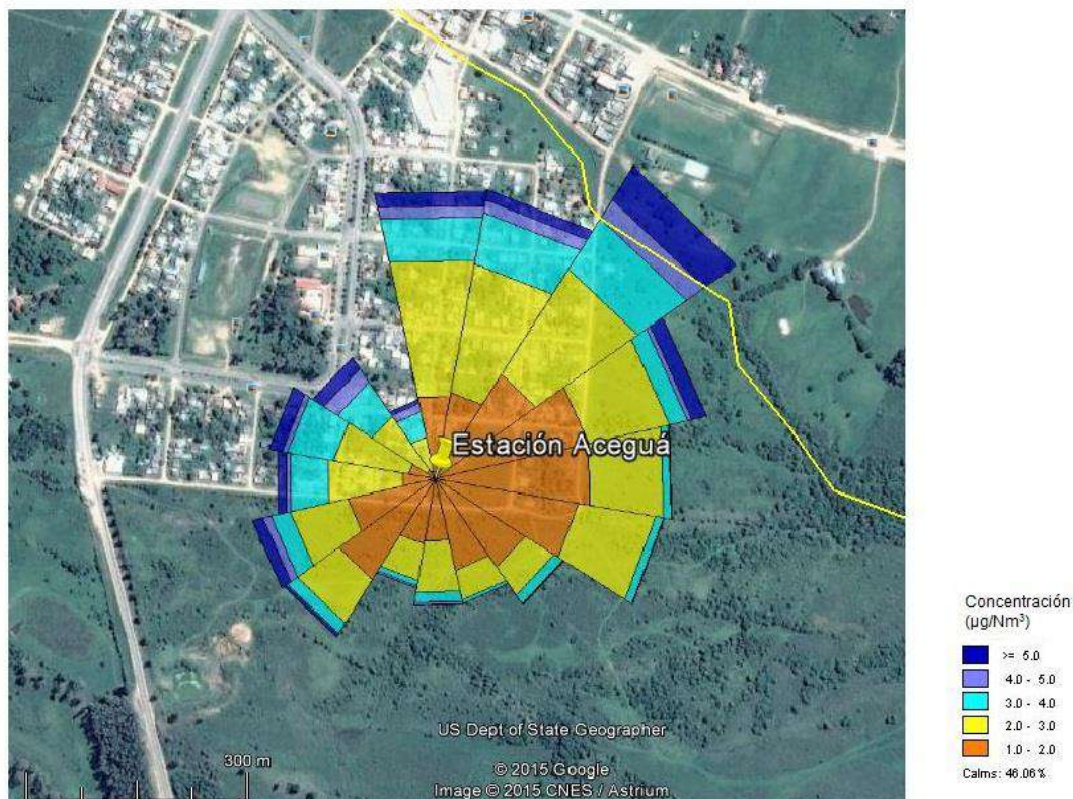 Estación Aceguá
US Dept of State Geographer
300 m
© 2015 Google
Image © 2015 CNES / Astrium
Concentración
(µg/Nm³)
>= 5.0
4.0 - 5.0
3.0 - 4.0
2.0 - 3.0
1.0 - 2.0
Calms: 46.06%